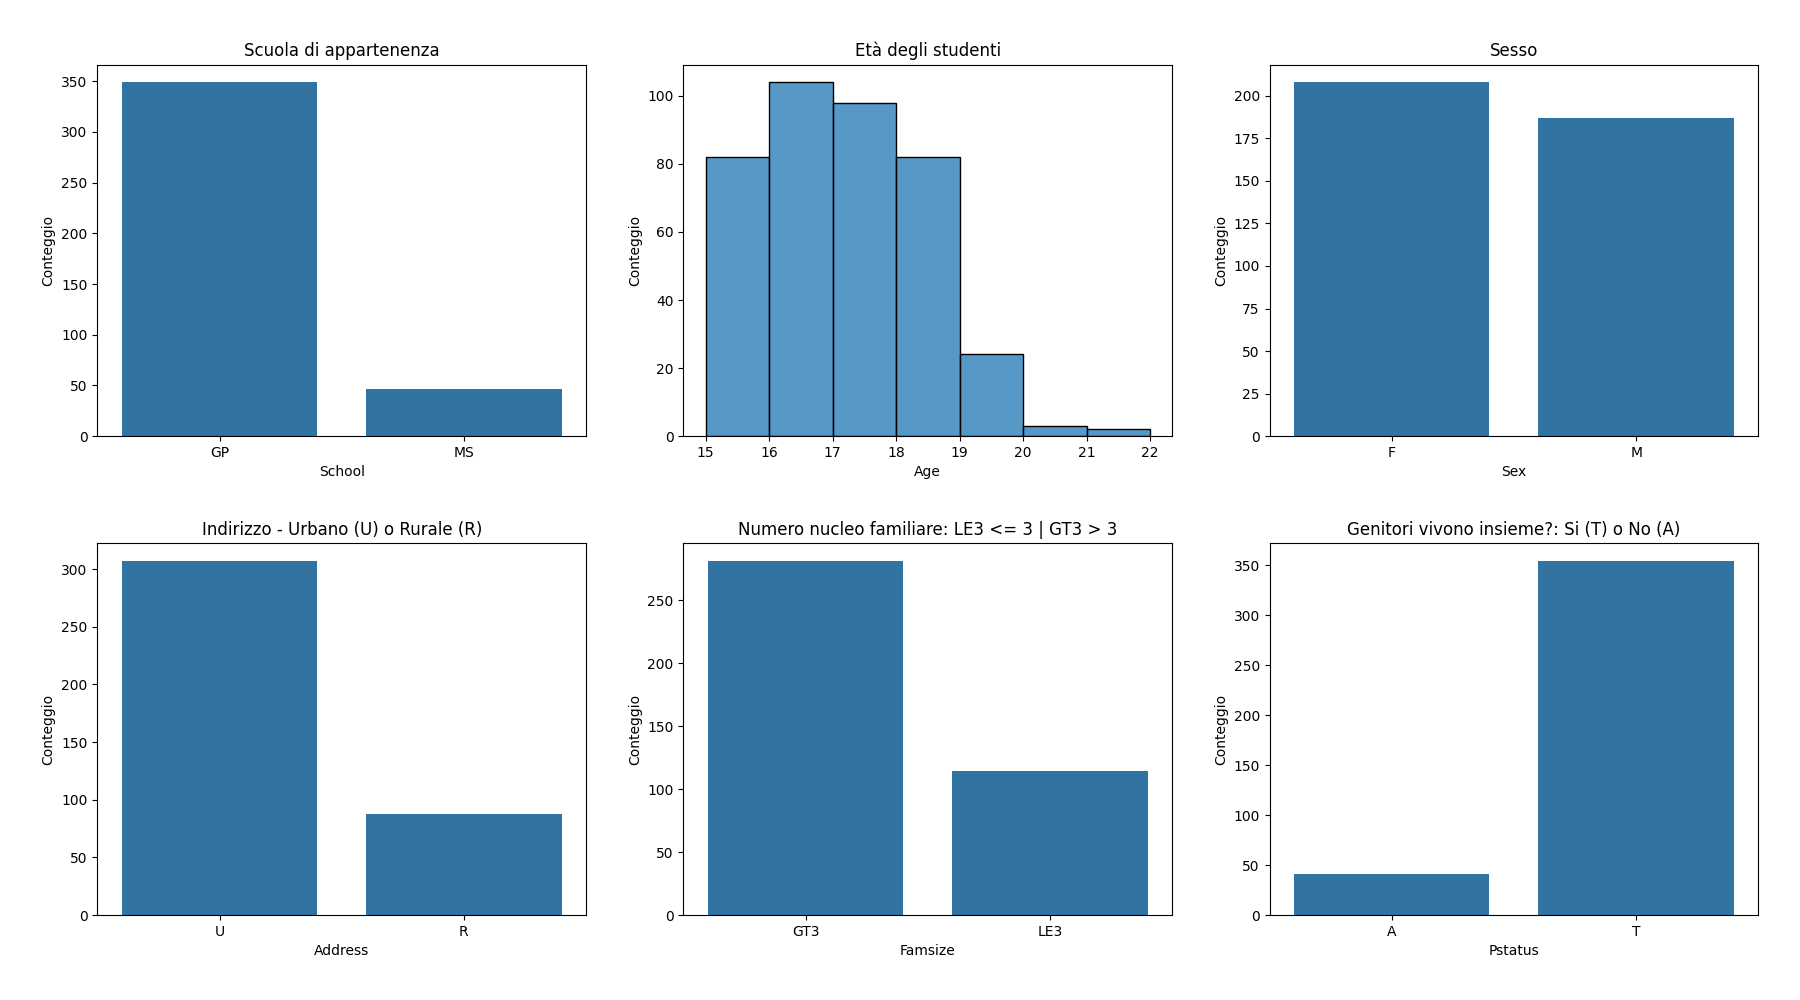 Scuola di appartenenza
350
300
250
200
150
100
50
0
Conteggio
GP MS
School
Età degli studenti
100
80
60
40
20
0
Conteggio
15 16 17 18 19 20 21 22
Age
Sesso
200
175
150
125
100
75
50
25
0
Conteggio
F M
Sex
Indirizzo - Urbano (U) o Rurale (R)
300
250
200
150
100
50
0
Conteggio
U R
Address
Numero nucleo familiare: LE3 <= 3 | GT3 > 3
250
200
150
100
50
0
Conteggio
GT3 LE3
Famsize
Genitori vivono insieme?: Si (T) o No (A)
350
300
250
200
150
100
50
0
Conteggio
A T
Pstatus